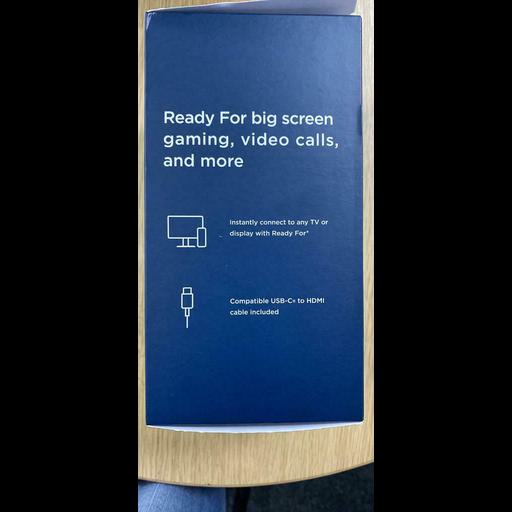 Ready For big screen
gaming, video calls,
and more
Instantly connect to any TV or
display with Ready For*
Compatible USB-C® to HDMI
cable included